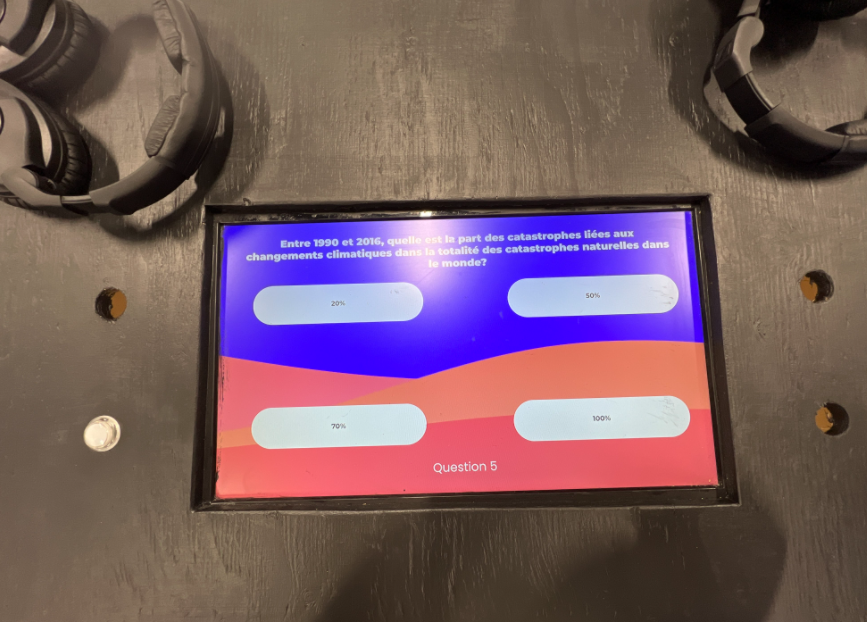 Entre 1990 et 2016, quelle est la part des catastrophes liées aux
changements climatiques dans la totalité des catastrophes naturelles dans
le monde?
20%
50%
70%
100%
Question 5